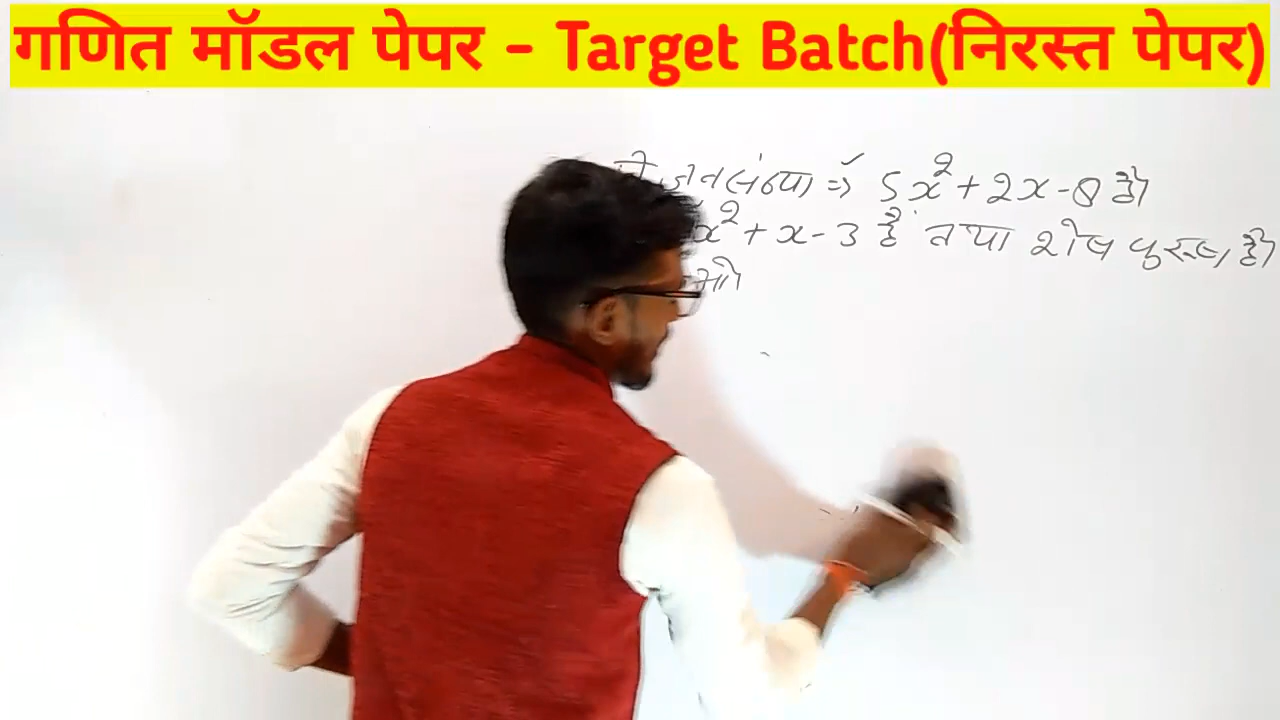 गणित मॉडल पेपर - Target Batch(निरस्त पेपर)
जनसंख्या ⇒ 5x² + 2x - 8 है।
x² + x - 3 हैं तथा शेष पुरुष है।